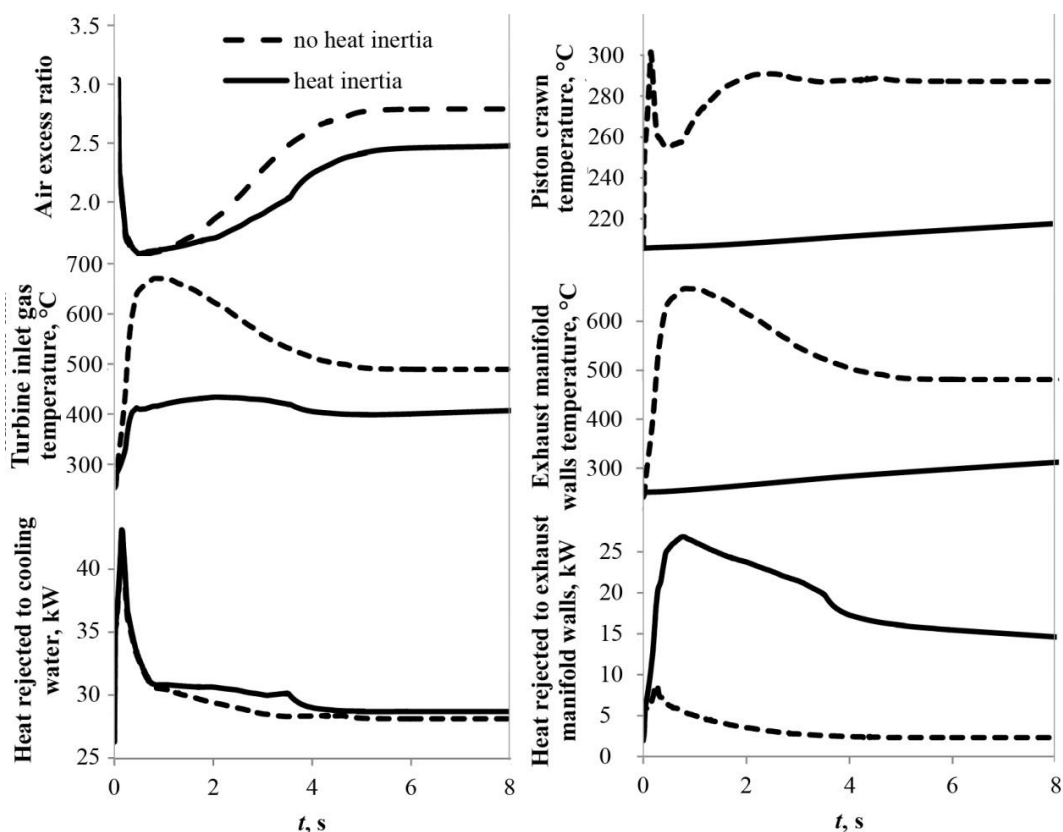 no heat inertia
heat inertia
Air excess ratio
3.5
3.0
2.5
2.0
Turbine inlet gas
temperature, °C
700
600
500
400
300
Heat rejected to cooling
water, kW
40
35
30
25
0 2 4 6 8
t, s
Piston crawn
temperature, °C
300
280
260
240
220
Exhaust manifold
walls temperature, °C
600
500
400
300
Heat rejected to exhaust
manifold walls, kW
25
20
15
10
5
0
0 2 4 6 8
t, s